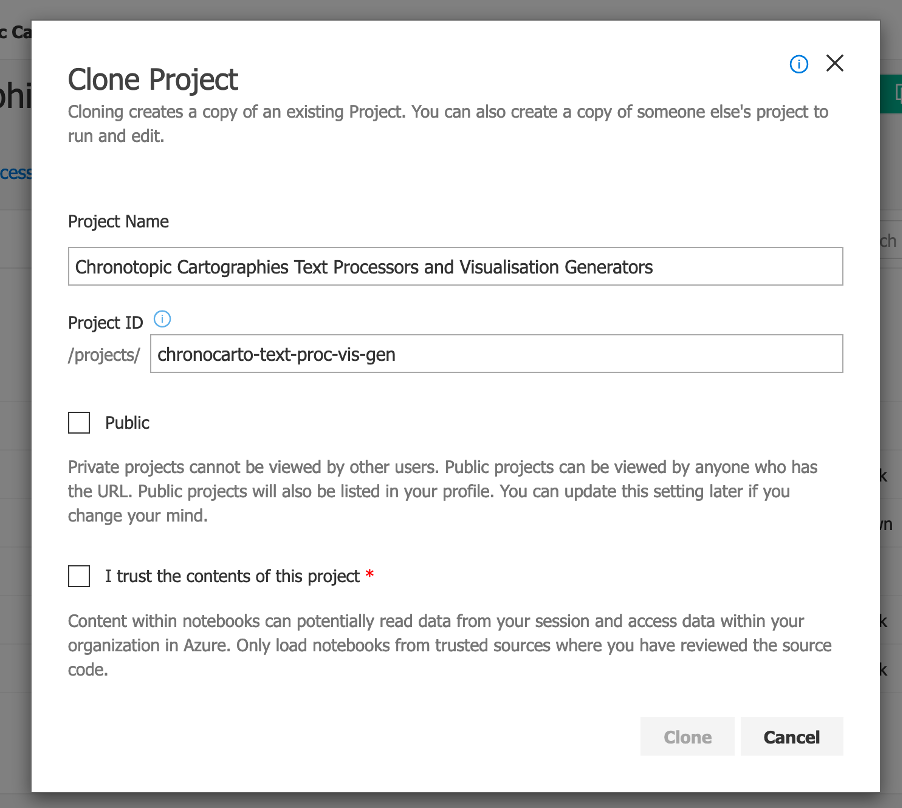 c Ca
Clone Project
phi
Cloning creates a copy of an existing Project. You can also create a copy of someone else's project to
run and edit.
cess
Project Name
ch
Chronotopic Cartographies Text Processors and Visualisation Generators
Project ID
/projects/ chronocarto-text-proc-vis-gen
Public
Private projects cannot be viewed by other users. Public projects can be viewed by anyone who has
the URL. Public projects will also be listed in your profile. You can update this setting later if you
change your mind.
k
wn
I trust the contents of this project *
Content within notebooks can potentially read data from your session and access data within your
k
organization in Azure. Only load notebooks from trusted sources where you have reviewed the source
code.
k
Clone Cancel